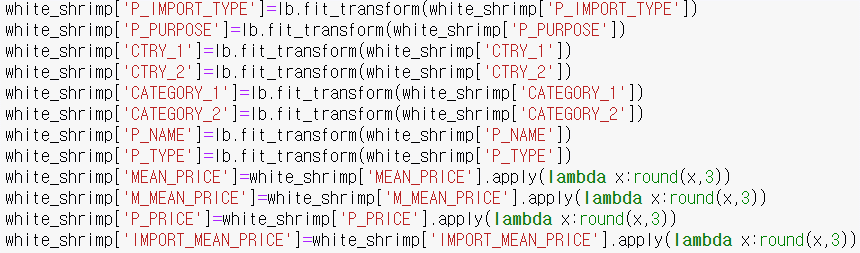 white_shrimp['P_IMPORT_TYPE']=lb.fit_transform(white_shrimp['P_IMPORT_TYPE'])
white_shrimp['P_PURPOSE']=lb.fit_transform(white_shrimp['P_PURPOSE'])
white_shrimp['CTRY_1']=lb.fit_transform(white_shrimp['CTRY_1'])
white_shrimp['CTRY_2']=lb.fit_transform(white_shrimp['CTRY_2'])
white_shrimp['CATEGORY_1']=lb.fit_transform(white_shrimp['CATEGORY_1'])
white_shrimp['CATEGORY_2']=lb.fit_transform(white_shrimp['CATEGORY_2'])
white_shrimp['P_NAME']=lb.fit_transform(white_shrimp['P_NAME'])
white_shrimp['P_TYPE']=lb.fit_transform(white_shrimp['P_TYPE'])
white_shrimp['MEAN_PRICE']=white_shrimp['MEAN_PRICE'].apply(lambda x:round(x,3))
white_shrimp['M_MEAN_PRICE']=white_shrimp['M_MEAN_PRICE'].apply(lambda x:round(x,3))
white_shrimp['P_PRICE']=white_shrimp['P_PRICE'].apply(lambda x:round(x,3))
white_shrimp['IMPORT_MEAN_PRICE']=white_shrimp['IMPORT_MEAN_PRICE'].apply(lambda x:round(x,3))